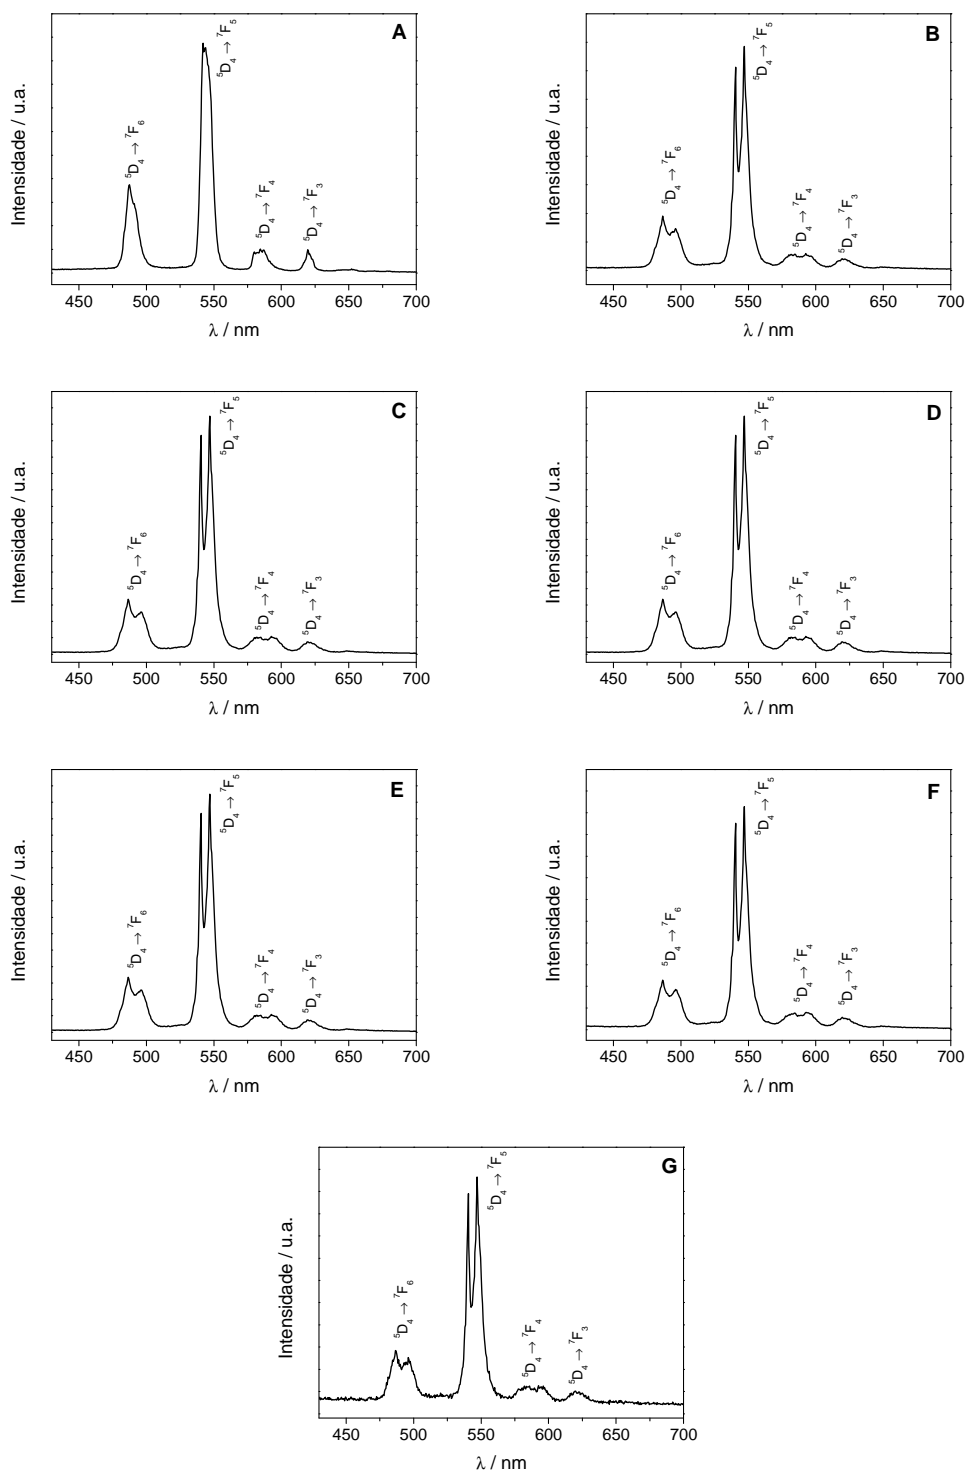 A
Intensidade / u.a.
⁵D₄ → ⁷F₆
⁵D₄ → ⁷F₅
⁵D₄ → ⁷F₄
⁵D₄ → ⁷F₃
450 500 550 600 650 700
λ / nm
B
Intensidade / u.a.
⁵D₄ → ⁷F₆
⁵D₄ → ⁷F₅
⁵D₄ → ⁷F₄
⁵D₄ → ⁷F₃
450 500 550 600 650 700
λ / nm
C
Intensidade / u.a.
⁵D₄ → ⁷F₆
⁵D₄ → ⁷F₅
⁵D₄ → ⁷F₄
⁵D₄ → ⁷F₃
450 500 550 600 650 700
λ / nm
D
Intensidade / u.a.
⁵D₄ → ⁷F₆
⁵D₄ → ⁷F₅
⁵D₄ → ⁷F₄
⁵D₄ → ⁷F₃
450 500 550 600 650 700
λ / nm
E
Intensidade / u.a.
⁵D₄ → ⁷F₆
⁵D₄ → ⁷F₅
⁵D₄ → ⁷F₄
⁵D₄ → ⁷F₃
450 500 550 600 650 700
λ / nm
F
Intensidade / u.a.
⁵D₄ → ⁷F₆
⁵D₄ → ⁷F₅
⁵D₄ → ⁷F₄
⁵D₄ → ⁷F₃
450 500 550 600 650 700
λ / nm
G
Intensidade / u.a.
⁵D₄ → ⁷F₆
⁵D₄ → ⁷F₅
⁵D₄ → ⁷F₄
⁵D₄ → ⁷F₃
450 500 550 600 650 700
λ / nm